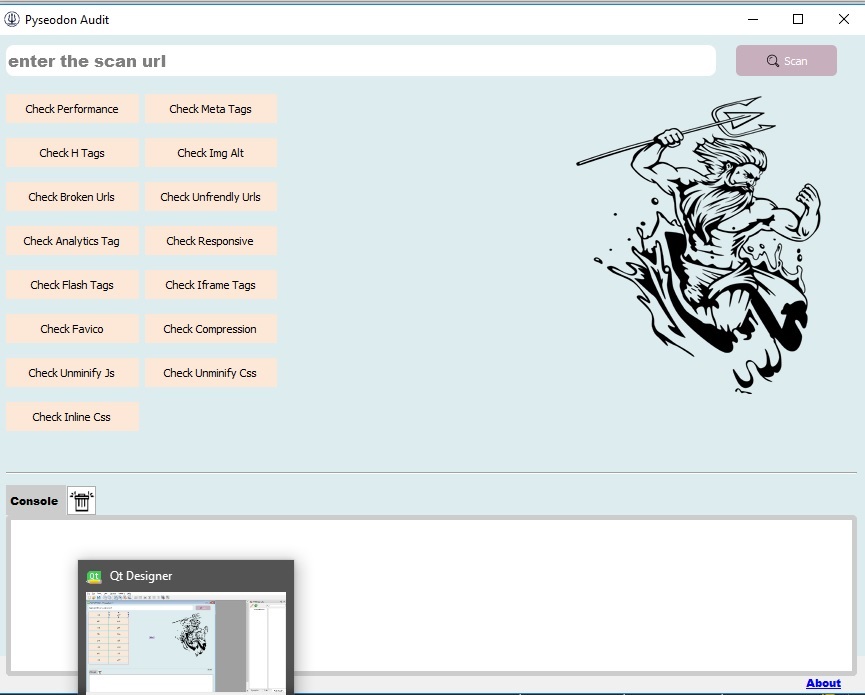 Pyseodon Audit
enter the scan url
Scan
Check Performance
Check Meta Tags
Check H Tags
Check Img Alt
Check Broken Urls
Check Unfrendly Urls
Check Analytics Tag
Check Responsive
Check Flash Tags
Check Iframe Tags
Check Favico
Check Compression
Check Unminify Js
Check Unminify Css
Check Inline Css
Console
Qt Designer
About